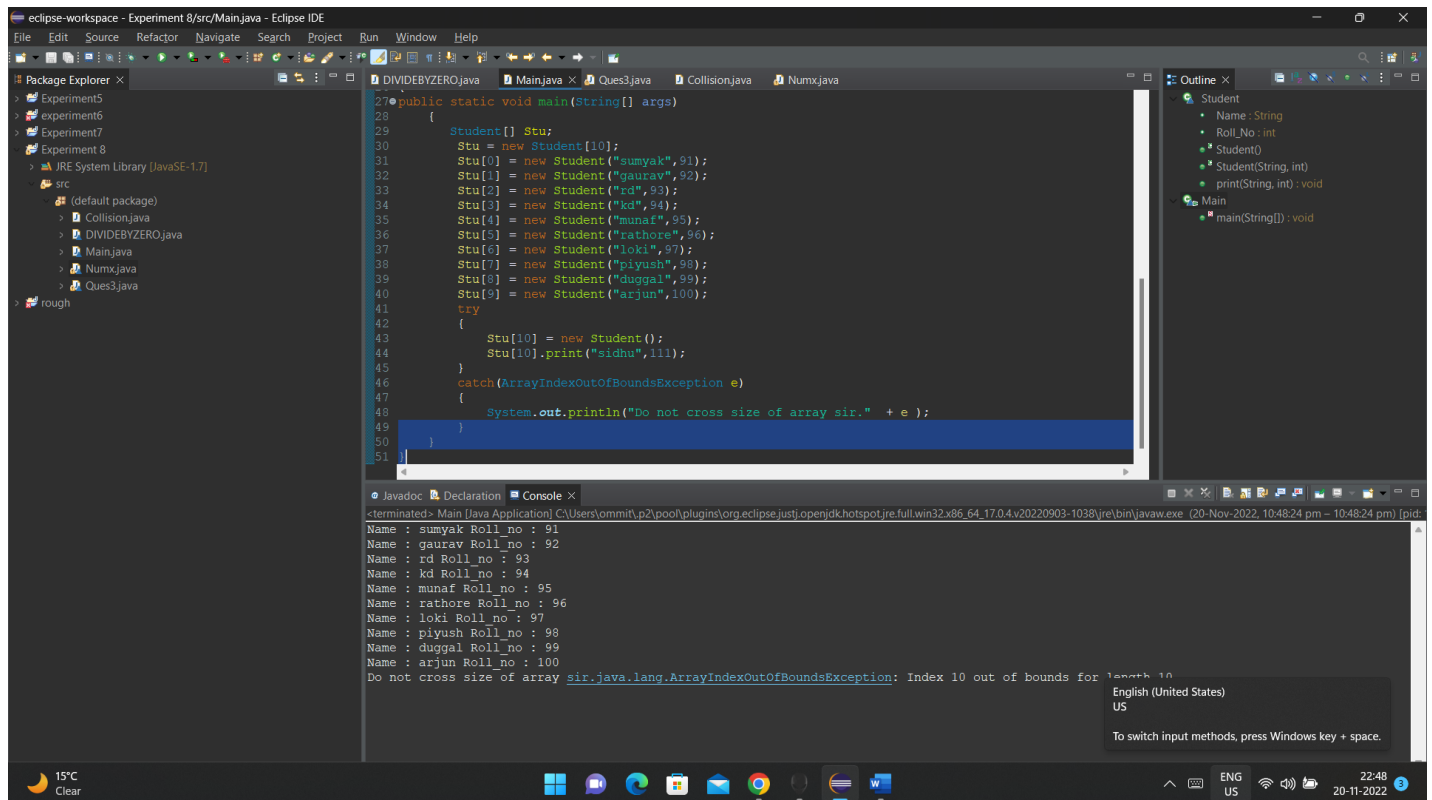 eclipse-workspace - Experiment 8/src/Main.java - Eclipse IDE
File Edit Source Refactor Navigate Search Project Run Window Help
Package Explorer
Experiment5
experiment6
Experiment7
Experiment 8
JRE System Library [JavaSE-1.7]
src
(default package)
Collision.java
DIVIDEBYZERO.java
Main.java
Numx.java
Ques3.java
rough
DIVIDEBYZERO.java Main.java Ques3.java Collision.java Numx.java
27 public static void main(String[] args)
28 {
29 Student[] Stu;
30 Stu = new Student[10];
31 Stu[0] = new Student("sumyak",91);
32 Stu[1] = new Student("gaurav",92);
33 Stu[2] = new Student("rd",93);
34 Stu[3] = new Student("kd",94);
35 Stu[4] = new Student("munaf",95);
36 Stu[5] = new Student("rathore",96);
37 Stu[6] = new Student("loki",97);
38 Stu[7] = new Student("piyush",98);
39 Stu[8] = new Student("duggal",99);
40 Stu[9] = new Student("arjun",100);
41 try
42 {
43 Stu[10] = new Student();
44 Stu[10].print("sidhu",111);
45 }
46 catch(ArrayIndexOutOfBoundsException e)
47 {
48 System.out.println("Do not cross size of array sir." + e );
49 }
50 }
51 }
Outline
Student
Name : String
Roll_No : int
Student()
Student(String, int)
print(String, int) : void
Main
main(String[]) : void
Javadoc Declaration Console
<terminated> Main [Java Application] C:\Users\ommit\.p2\pool\plugins\org.eclipse.justj.openjdk.hotspot.jre.full.win32.x86_64_17.0.4.v20220903-1038\jre\bin\javaw.exe (20-Nov-2022, 10:48:24 pm – 10:48:24 pm) [pid:
Name : sumyak Roll_no : 91
Name : gaurav Roll_no : 92
Name : rd Roll_no : 93
Name : kd Roll_no : 94
Name : munaf Roll_no : 95
Name : rathore Roll_no : 96
Name : loki Roll_no : 97
Name : piyush Roll_no : 98
Name : duggal Roll_no : 99
Name : arjun Roll_no : 100
Do not cross size of array sir.java.lang.ArrayIndexOutOfBoundsException: Index 10 out of bounds for length 10
English (United States)
US
To switch input methods, press Windows key + space.
15°C
Clear
ENG
US
22:48
20-11-2022
3